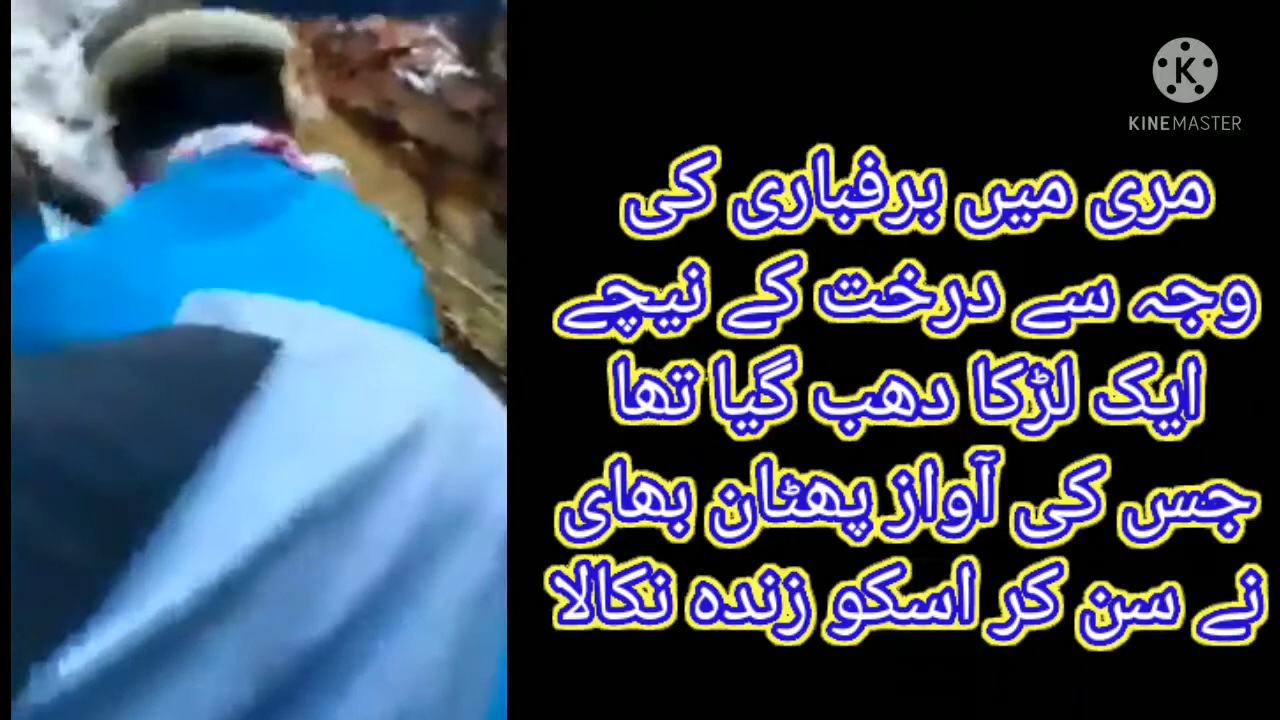 KINEMASTER
مری میں برفباری کی
وجہ سے درخت کے نیچے
ایک لڑکا دھب گیا تھا
جس کی آواز پھٹان بھای
نے سن کر اسکو زندہ نکالا